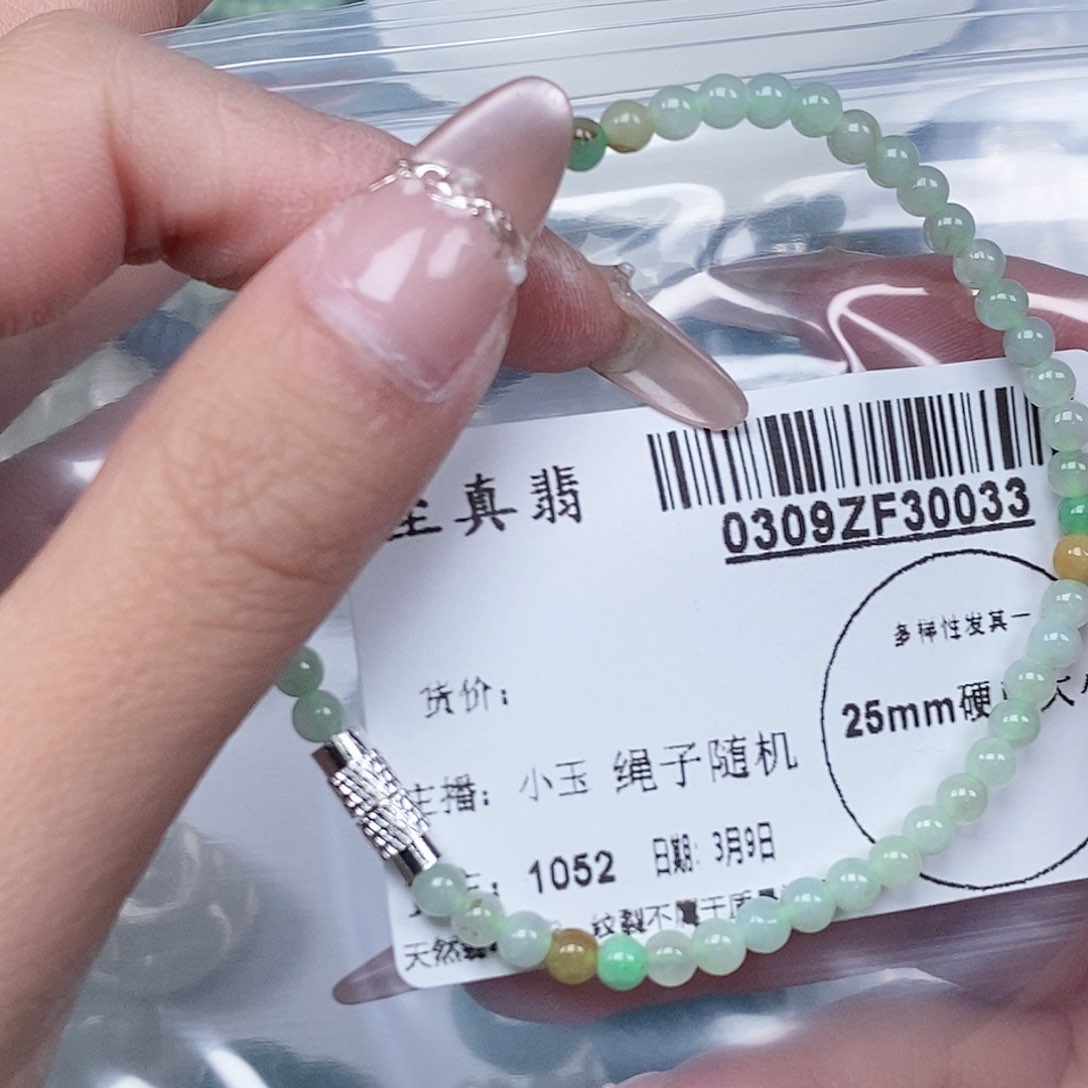 至真翡
0309ZF30033
多样性发其一
25mm硬
货价：
主播： 小玉 绳子随机
1052 日期: 3月9日
纹裂不属于质量
天然